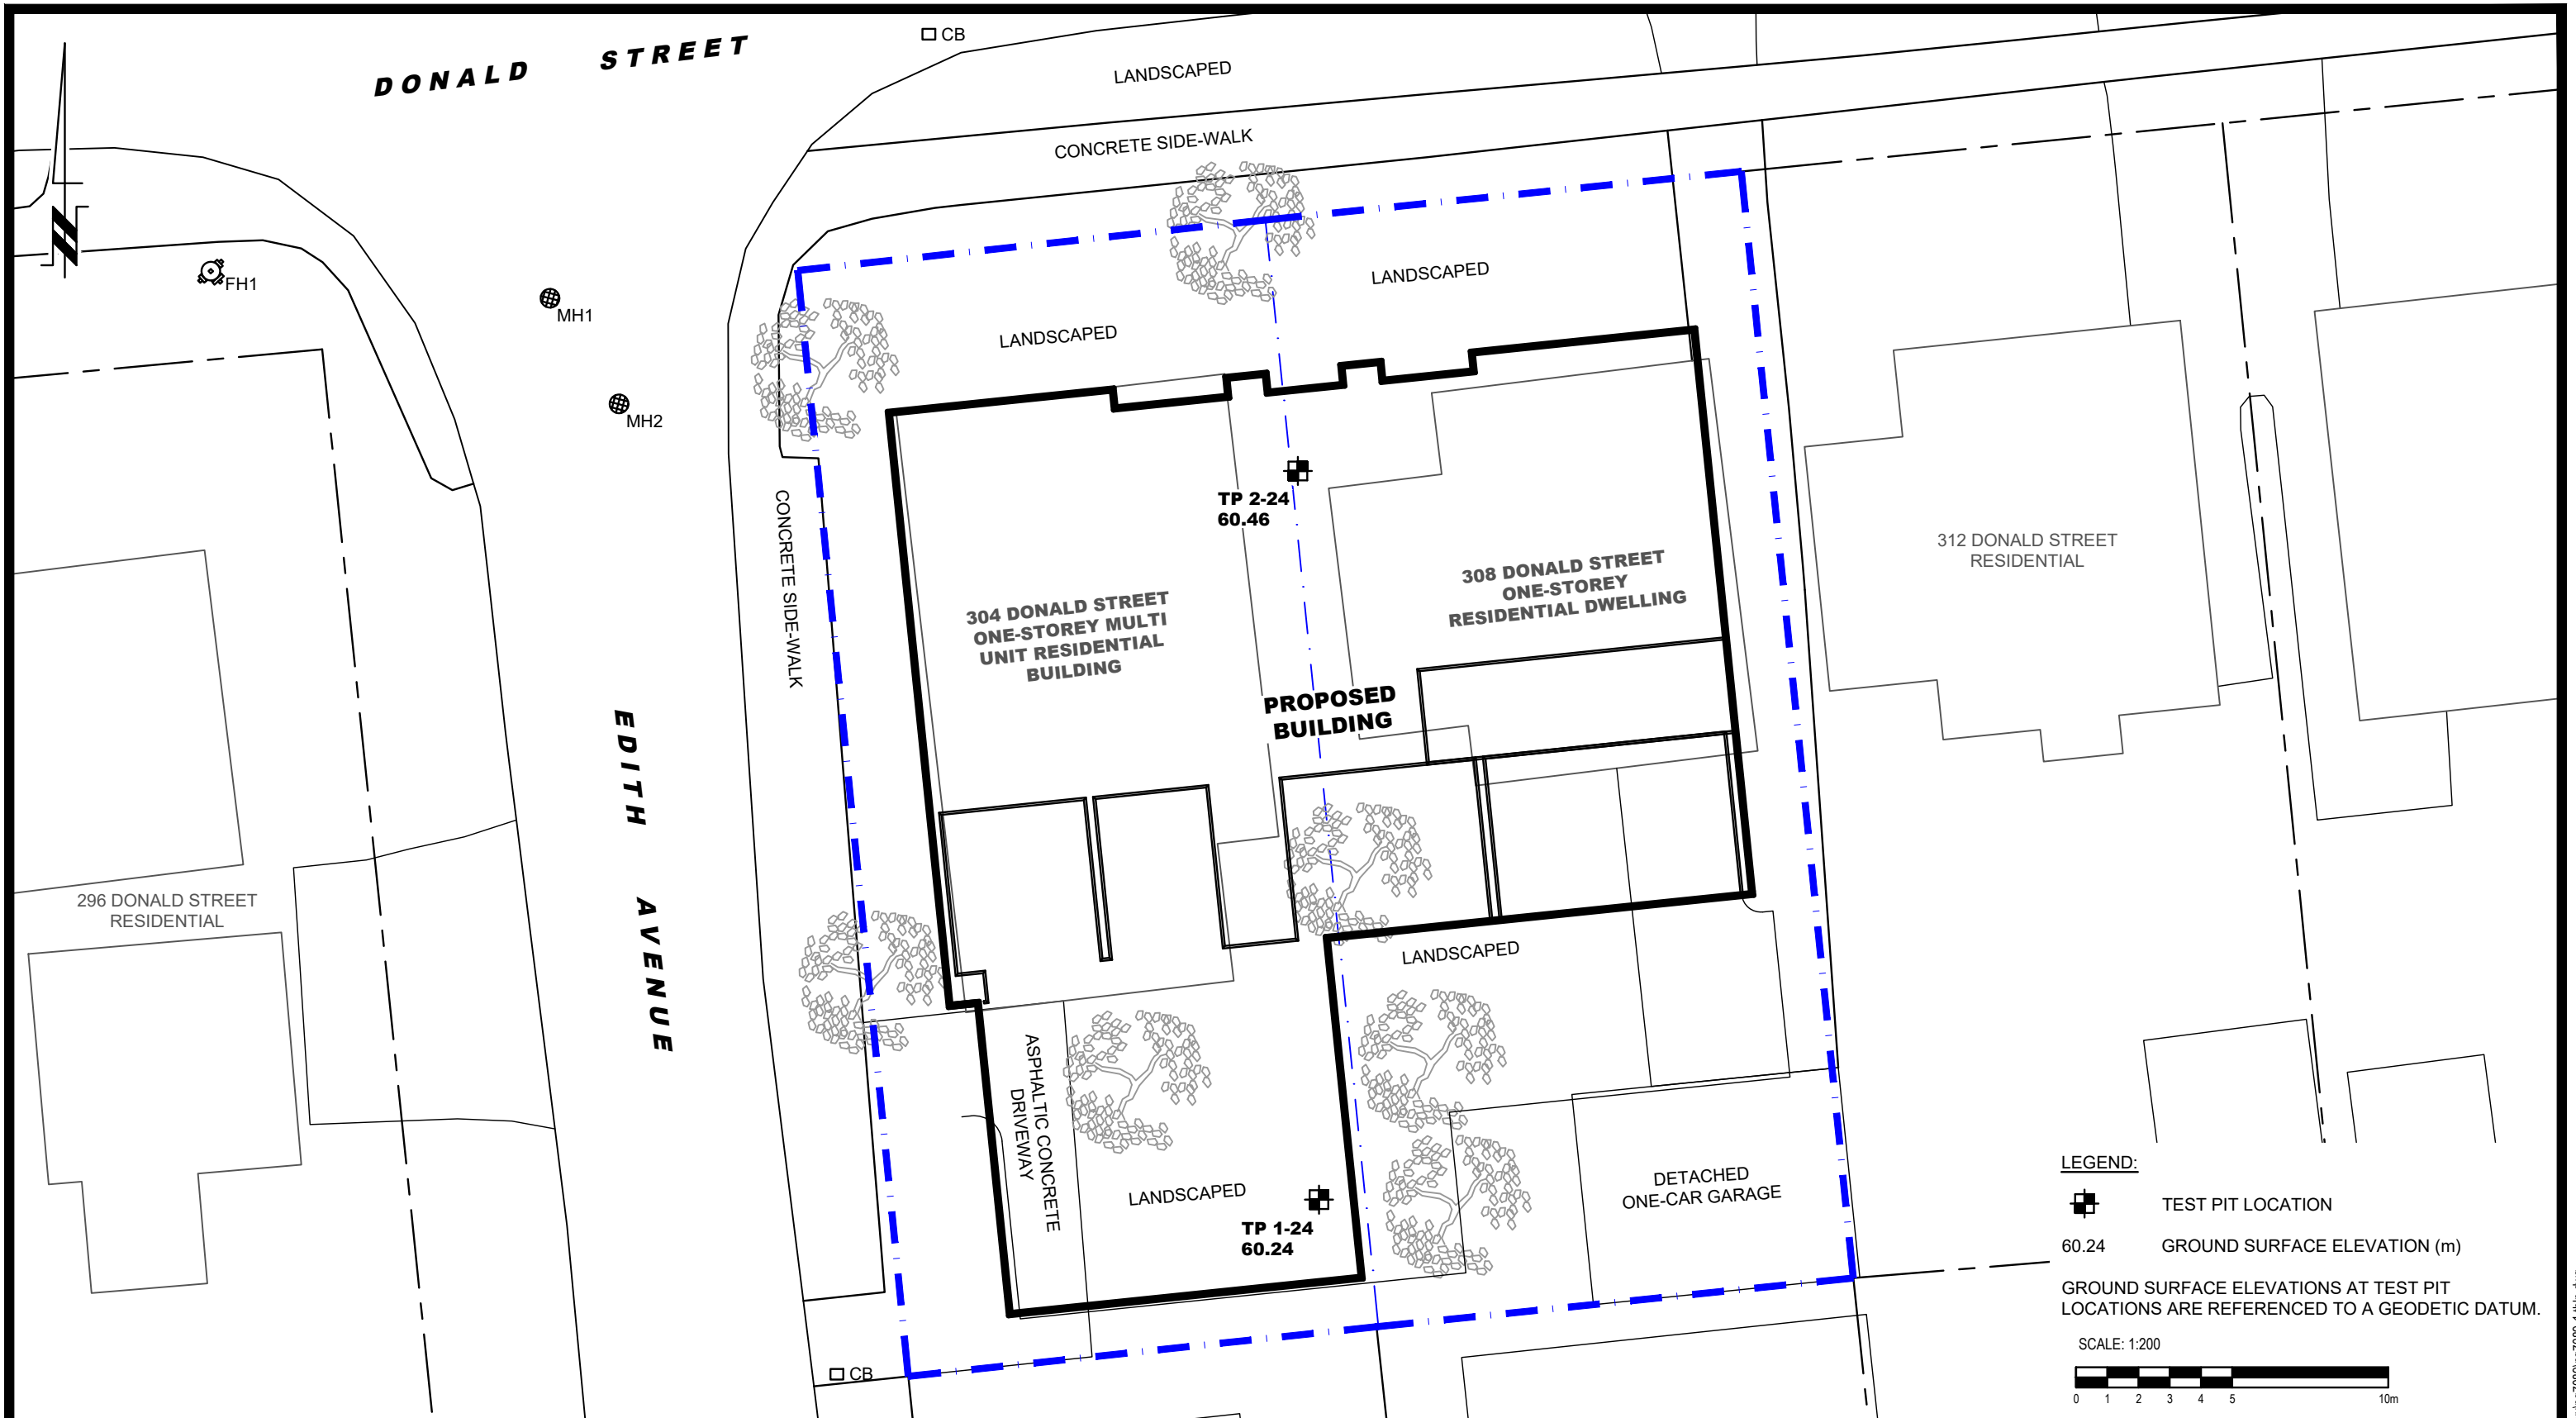 DONALD STREET
CB
LANDSCAPED
CONCRETE SIDE-WALK
FH1
MH1
MH2
LANDSCAPED
LANDSCAPED
CONCRETE SIDE-WALK
TP 2-24
60.46
304 DONALD STREET
ONE-STOREY MULTI
UNIT RESIDENTIAL
BUILDING
308 DONALD STREET
ONE-STOREY
RESIDENTIAL DWELLING
312 DONALD STREET
RESIDENTIAL
PROPOSED
BUILDING
EDITH AVENUE
296 DONALD STREET
RESIDENTIAL
LANDSCAPED
ASPHALTIC CONCRETE
DRIVEWAY
LANDSCAPED
TP 1-24
60.24
DETACHED
ONE-CAR GARAGE
CB
LEGEND:
TEST PIT LOCATION
60.24 GROUND SURFACE ELEVATION (m)
GROUND SURFACE ELEVATIONS AT TEST PIT
LOCATIONS ARE REFERENCED TO A GEODETIC DATUM.
SCALE: 1:200
0 1 2 3 4 5 10m